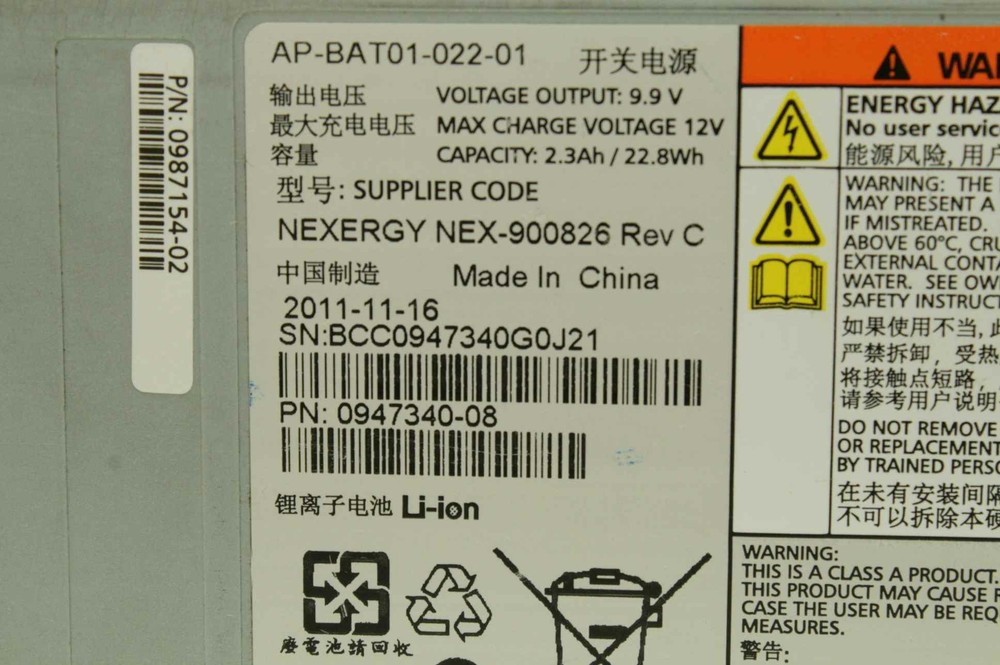 P/N: 0987154-02
AP-BAT01-022-01 开关电源
输出电压 VOLTAGE OUTPUT: 9.9 V
最大充电电压 MAX CHARGE VOLTAGE 12V
容量 CAPACITY: 2.3Ah / 22.8Wh
型号: SUPPLIER CODE
NEXERGY NEX-900826 Rev C
中国制造 Made In China
2011-11-16
SN:BCC0947340G0J21
PN: 0947340-08
锂离子电池 Li-ion
廢電池請回收
ENERGY HAZ
No user servic
能源风险, 用户
WARNING: THE
MAY PRESENT A
IF MISTREATED.
ABOVE 60°C, CRU
EXTERNAL CONTA
WATER. SEE OW
SAFETY INSTRUCT
如果使用不当,
严禁拆卸, 受热
将接触点短路,
请参考用户说明
DO NOT REMOVE
OR REPLACEMENT
BY TRAINED PERSO
在未有安装间隔
不可以拆除本硬
WARNING:
THIS IS A CLASS A PRODUCT.
THIS PRODUCT MAY CAUSE R
CASE THE USER MAY BE REQ
MEASURES.
警告: